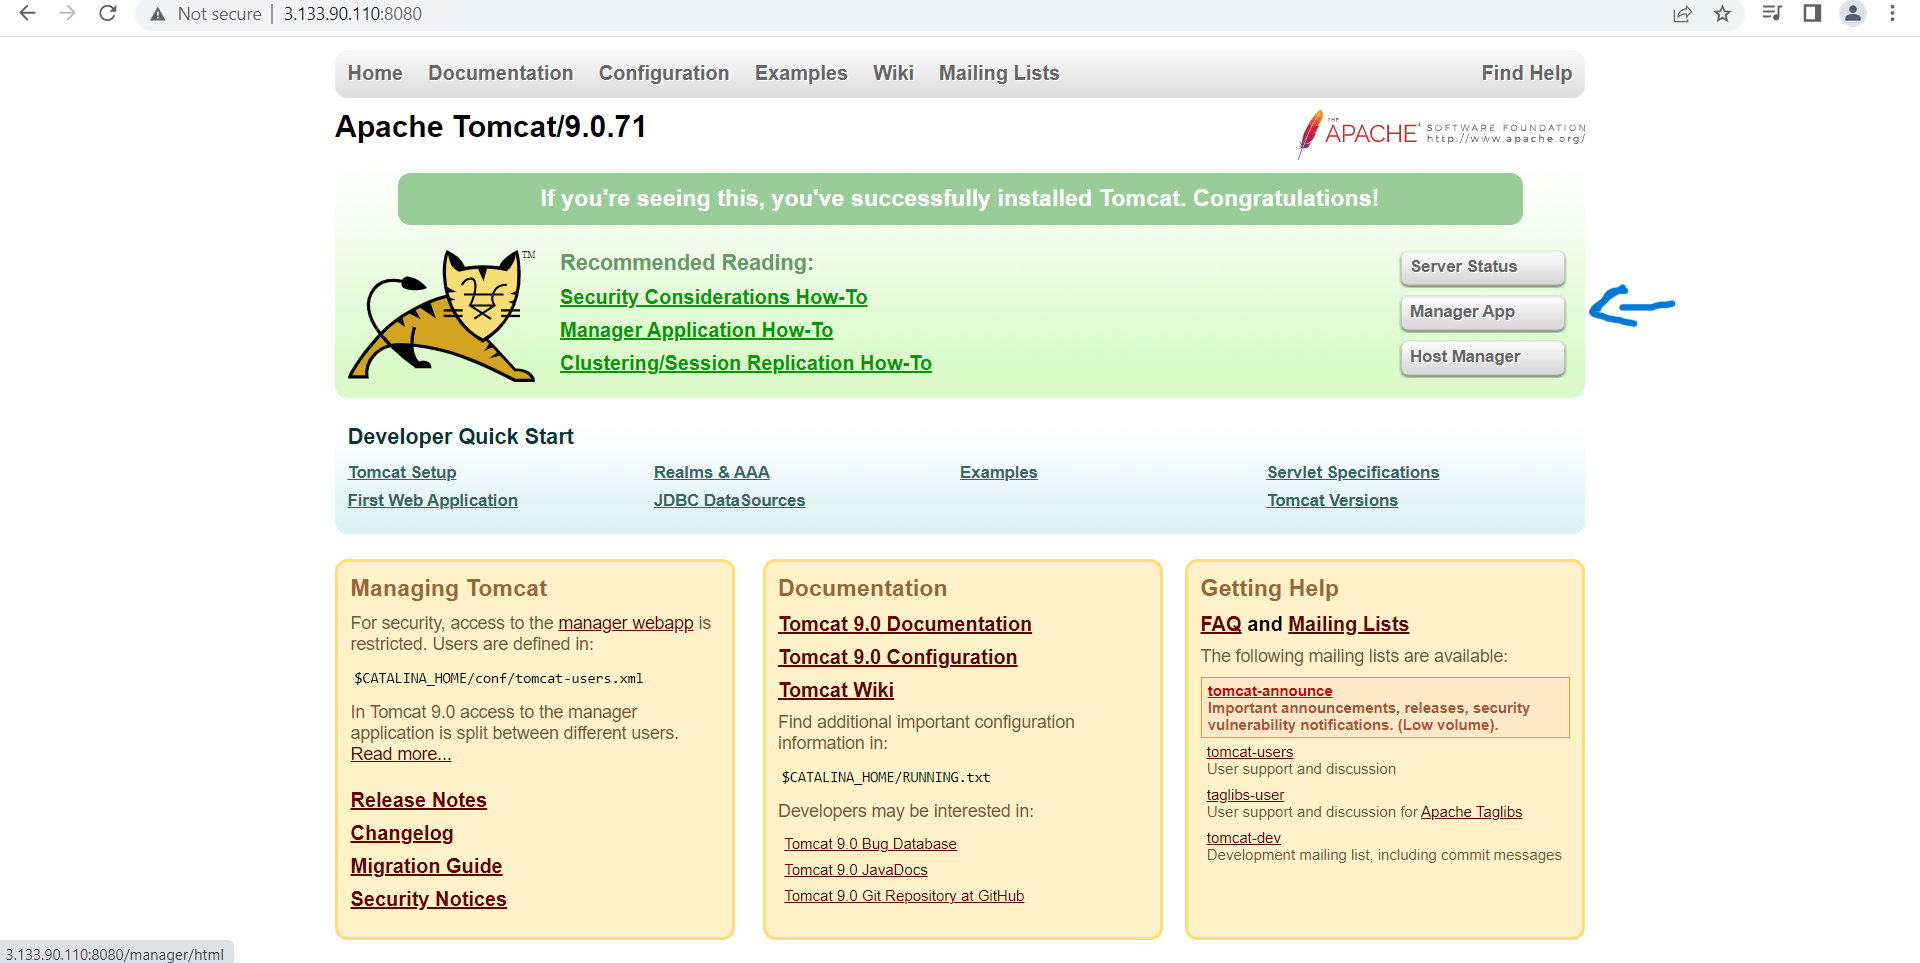 Not secure | 3.133.90.110:8080
Home Documentation Configuration Examples Wiki Mailing Lists Find Help
Apache Tomcat/9.0.71
THE APACHE SOFTWARE FOUNDATION
http://www.apache.org/
If you're seeing this, you've successfully installed Tomcat. Congratulations!
TM
Recommended Reading:
Security Considerations How-To
Manager Application How-To
Clustering/Session Replication How-To
Server Status
Manager App
Host Manager
Developer Quick Start
Tomcat Setup
First Web Application
Realms & AAA
JDBC DataSources
Examples
Servlet Specifications
Tomcat Versions
Managing Tomcat
For security, access to the manager webapp is
restricted. Users are defined in:
$CATALINA_HOME/conf/tomcat-users.xml
In Tomcat 9.0 access to the manager
application is split between different users.
Read more...
Release Notes
Changelog
Migration Guide
Security Notices
Documentation
Tomcat 9.0 Documentation
Tomcat 9.0 Configuration
Tomcat Wiki
Find additional important configuration
information in:
$CATALINA_HOME/RUNNING.txt
Developers may be interested in:
Tomcat 9.0 Bug Database
Tomcat 9.0 JavaDocs
Tomcat 9.0 Git Repository at GitHub
Getting Help
FAQ and Mailing Lists
The following mailing lists are available:
tomcat-announce
Important announcements, releases, security
vulnerability notifications. (Low volume).
tomcat-users
User support and discussion
taglibs-user
User support and discussion for Apache Taglibs
tomcat-dev
Development mailing list, including commit messages
3.133.90.110:8080/manager/html